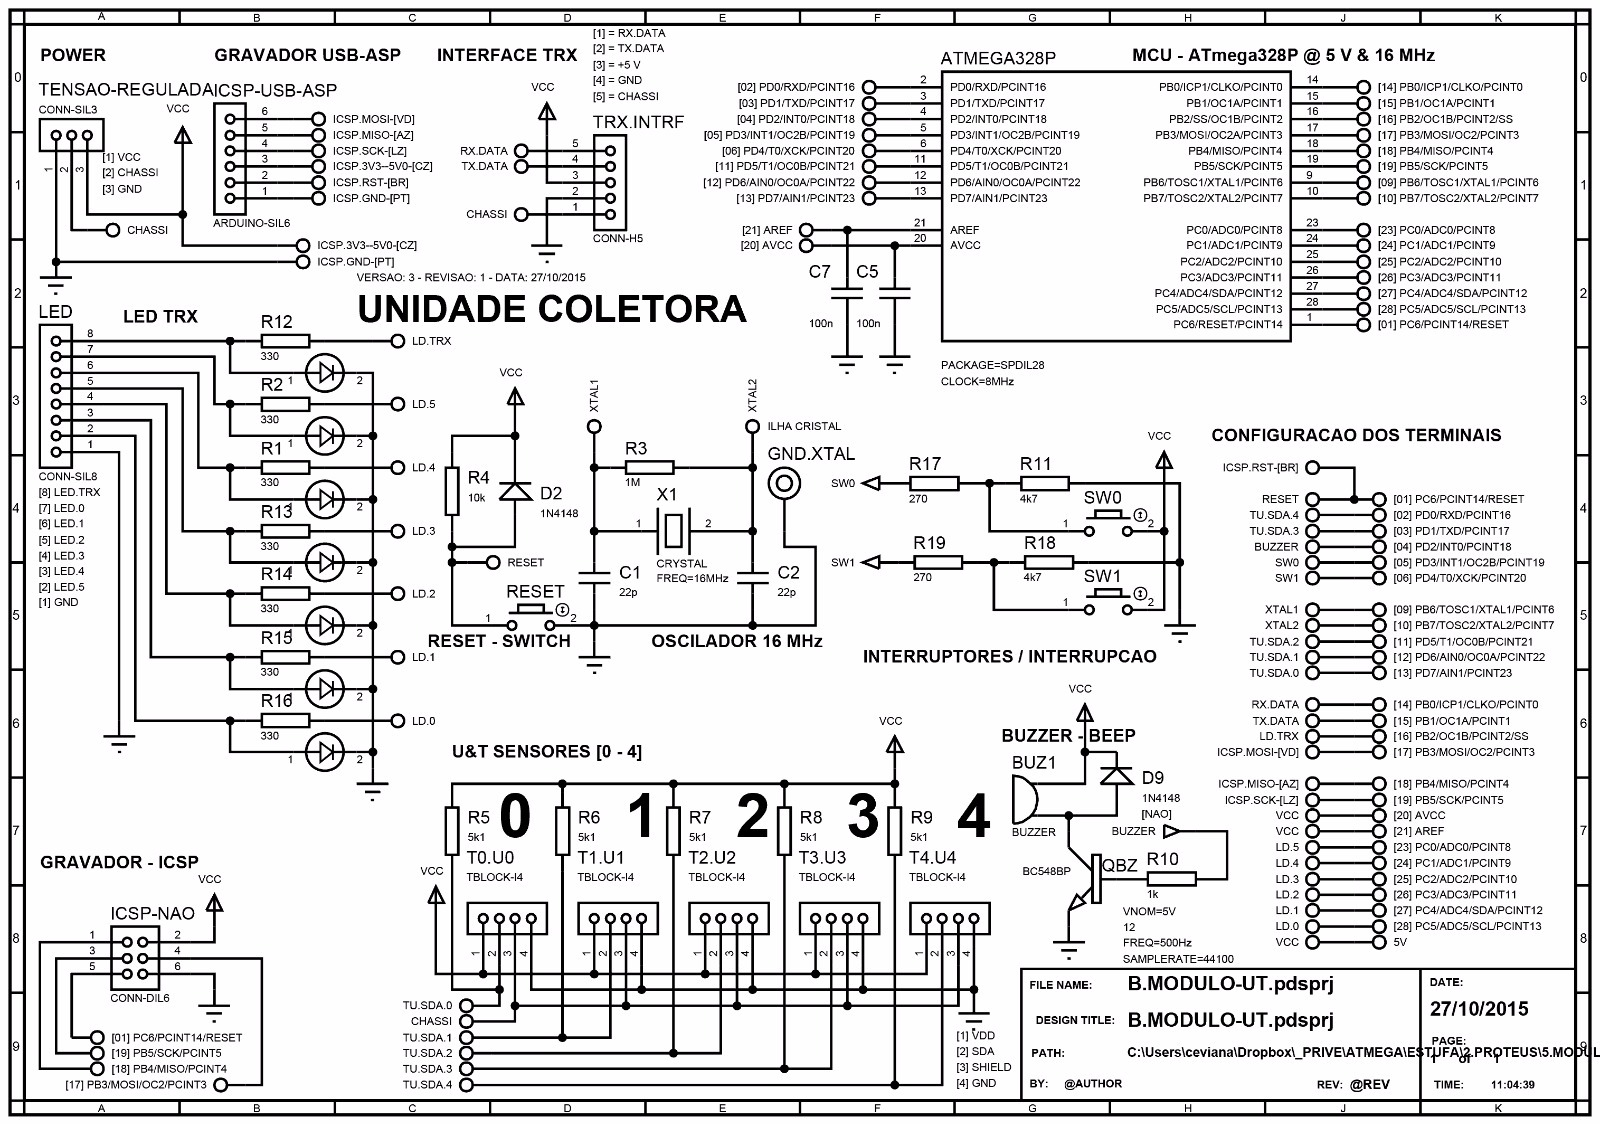 A B C D E F G H J K
0 1 2 3 4 5 6 7 8 9
POWER
TENSAO-REGULADA
CONN-SIL3
VCC
1 2 3
[1] VCC
[2] CHASSI
[3] GND
CHASSI
ICSP.3V3--5V0-[CZ]
ICSP.GND-[PT]
GRAVADOR USB-ASP
ICSP-USB-ASP
6 ICSP.MOSI-[VD]
5 ICSP.MISO-[AZ]
4 ICSP.SCK-[LZ]
3 ICSP.3V3--5V0-[CZ]
2 ICSP.RST-[BR]
1 ICSP.GND-[PT]
ARDUINO-SIL6
INTERFACE TRX
[1] = RX.DATA
[2] = TX.DATA
[3] = +5 V
[4] = GND
[5] = CHASSI
VCC
TRX.INTRF
RX.DATA 5
TX.DATA 4
3
2
CHASSI 1
CONN-H5
VERSAO: 3 - REVISAO: 1 - DATA: 27/10/2015
UNIDADE COLETORA
MCU - ATmega328P @ 5 V & 16 MHz
ATMEGA328P
[02] PD0/RXD/PCINT16 2 PD0/RXD/PCINT16
[03] PD1/TXD/PCINT17 3 PD1/TXD/PCINT17
[04] PD2/INT0/PCINT18 4 PD2/INT0/PCINT18
[05] PD3/INT1/OC2B/PCINT19 5 PD3/INT1/OC2B/PCINT19
[06] PD4/T0/XCK/PCINT20 6 PD4/T0/XCK/PCINT20
[11] PD5/T1/OC0B/PCINT21 11 PD5/T1/OC0B/PCINT21
[12] PD6/AIN0/OC0A/PCINT22 12 PD6/AIN0/OC0A/PCINT22
[13] PD7/AIN1/PCINT23 13 PD7/AIN1/PCINT23
[21] AREF 21 AREF
[20] AVCC 20 AVCC
PB0/ICP1/CLKO/PCINT0 14 [14] PB0/ICP1/CLKO/PCINT0
PB1/OC1A/PCINT1 15 [15] PB1/OC1A/PCINT1
PB2/SS/OC1B/PCINT2 16 [16] PB2/OC1B/PCINT2/SS
PB3/MOSI/OC2A/PCINT3 17 [17] PB3/MOSI/OC2/PCINT3
PB4/MISO/PCINT4 18 [18] PB4/MISO/PCINT4
PB5/SCK/PCINT5 19 [19] PB5/SCK/PCINT5
PB6/TOSC1/XTAL1/PCINT6 9 [09] PB6/TOSC1/XTAL1/PCINT6
PB7/TOSC2/XTAL2/PCINT7 10 [10] PB7/TOSC2/XTAL2/PCINT7
PC0/ADC0/PCINT8 23 [23] PC0/ADC0/PCINT8
PC1/ADC1/PCINT9 24 [24] PC1/ADC1/PCINT9
PC2/ADC2/PCINT10 25 [25] PC2/ADC2/PCINT10
PC3/ADC3/PCINT11 26 [26] PC3/ADC3/PCINT11
PC4/ADC4/SDA/PCINT12 27 [27] PC4/ADC4/SDA/PCINT12
PC5/ADC5/SCL/PCINT13 28 [28] PC5/ADC5/SCL/PCINT13
PC6/RESET/PCINT14 1 [01] PC6/PCINT14/RESET
C7 C5
100n 100n
PACKAGE=SPDIL28
CLOCK=8MHz
LED
LED TRX
8 7 6 5 4 3 2 1
CONN-SIL8
[8] LED.TRX
[7] LED.0
[6] LED.1
[5] LED.2
[4] LED.3
[3] LED.4
[2] LED.5
[1] GND
R12 330 LD.TRX
1 2
R2 330 LD.5
1 2
R1 330 LD.4
1 2
R13 330 LD.3
1 2
R14 330 LD.2
1 2
R15 330 LD.1
1 2
R16 330 LD.0
1 2
VCC
R4
10k
D2
1N4148
RESET
RESET
1 2
RESET - SWITCH
XTAL1
XTAL2
ILHA CRISTAL
R3
1M
X1
1 2
CRYSTAL
FREQ=16MHz
GND.XTAL
C1
22p
C2
22p
OSCILADOR 16 MHz
VCC
SW0
R17
270
R11
4k7
SW0
1 2
SW1
R19
270
R18
4k7
SW1
1 2
INTERRUPTORES / INTERRUPCAO
CONFIGURACAO DOS TERMINAIS
ICSP.RST-[BR]
RESET [01] PC6/PCINT14/RESET
TU.SDA.4 [02] PD0/RXD/PCINT16
TU.SDA.3 [03] PD1/TXD/PCINT17
BUZZER [04] PD2/INT0/PCINT18
SW0 [05] PD3/INT1/OC2B/PCINT19
SW1 [06] PD4/T0/XCK/PCINT20
XTAL1 [09] PB6/TOSC1/XTAL1/PCINT6
XTAL2 [10] PB7/TOSC2/XTAL2/PCINT7
TU.SDA.2 [11] PD5/T1/OC0B/PCINT21
TU.SDA.1 [12] PD6/AIN0/OC0A/PCINT22
TU.SDA.0 [13] PD7/AIN1/PCINT23
RX.DATA [14] PB0/ICP1/CLKO/PCINT0
TX.DATA [15] PB1/OC1A/PCINT1
LD.TRX [16] PB2/OC1B/PCINT2/SS
ICSP.MOSI-[VD] [17] PB3/MOSI/OC2/PCINT3
ICSP.MISO-[AZ] [18] PB4/MISO/PCINT4
ICSP.SCK-[LZ] [19] PB5/SCK/PCINT5
VCC [20] AVCC
VCC [21] AREF
LD.5 [23] PC0/ADC0/PCINT8
LD.4 [24] PC1/ADC1/PCINT9
LD.3 [25] PC2/ADC2/PCINT10
LD.2 [26] PC3/ADC3/PCINT11
LD.1 [27] PC4/ADC4/SDA/PCINT12
LD.0 [28] PC5/ADC5/SCL/PCINT13
VCC 5V
U&T SENSORES [0 - 4]
VCC
0 1 2 3 4
R5 R6 R7 R8 R9
5k1 5k1 5k1 5k1 5k1
T0.U0 T1.U1 T2.U2 T3.U3 T4.U4
TBLOCK-I4 TBLOCK-I4 TBLOCK-I4 TBLOCK-I4 TBLOCK-I4
VCC
1 2 3 4 1 2 3 4 1 2 3 4 1 2 3 4 1 2 3 4
TU.SDA.0
CHASSI
TU.SDA.1
TU.SDA.2
TU.SDA.3
TU.SDA.4
[1] VDD
[2] SDA
[3] SHIELD
[4] GND
VCC
BUZZER - BEEP
BUZ1
BUZZER
D9
1N4148
[NAO]
BUZZER
QBZ
BC548BP
R10
1k
VNOM=5V
12
FREQ=500Hz
SAMPLERATE=44100
GRAVADOR - ICSP
VCC
ICSP-NAO
1 2
3 4
5 6
CONN-DIL6
[01] PC6/PCINT14/RESET
[19] PB5/SCK/PCINT5
[18] PB4/MISO/PCINT4
[17] PB3/MOSI/OC2/PCINT3
FILE NAME: B.MODULO-UT.pdsprj
DESIGN TITLE: B.MODULO-UT.pdsprj
PATH: C:\Users\ceviana\Dropbox\_PRIVE\ATMEGA\ESTUFA\2.PROTEUS\5.MODUL
BY: @AUTHOR REV: @REV
DATE:
27/10/2015
PAGE:
1 of 1
TIME: 11:04:39
A B C D E F G H J K